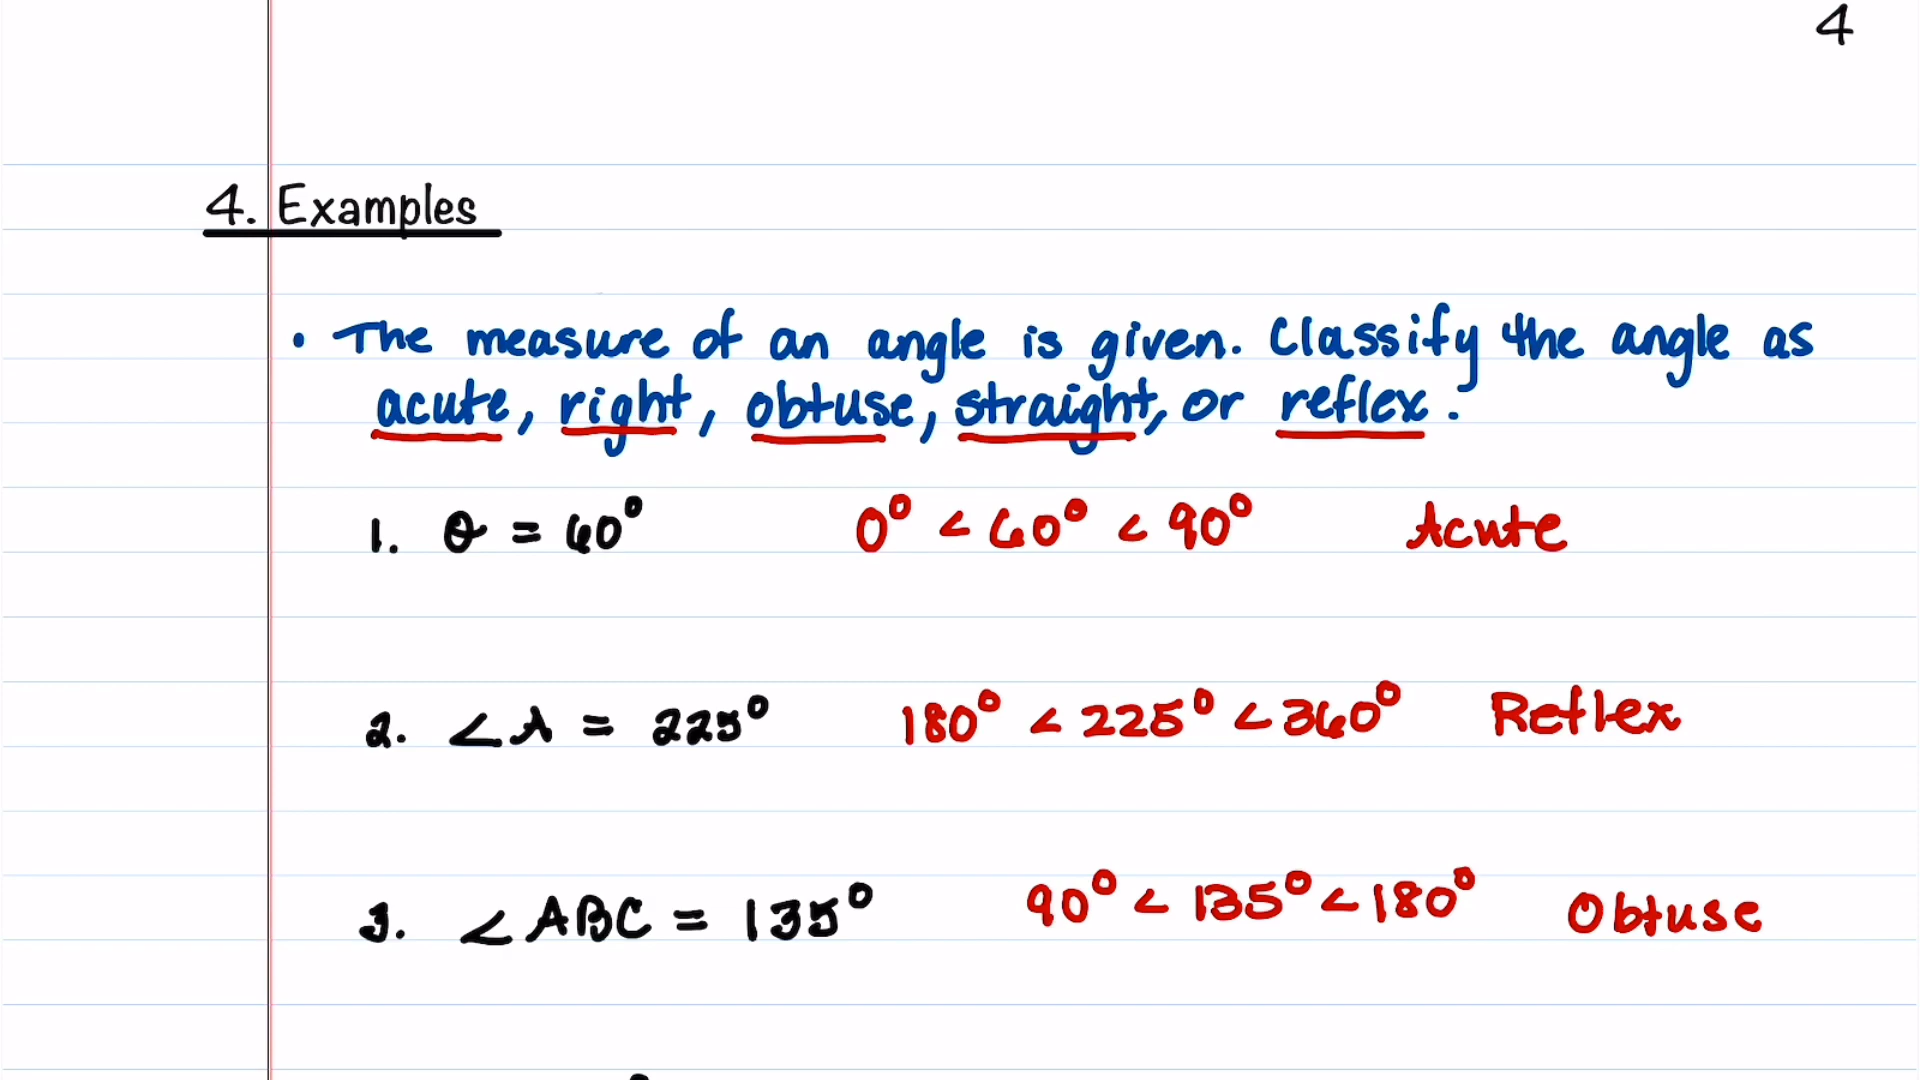 4
4. Examples
• The measure of an angle is given. Classify the angle as
acute, right, obtuse, straight, or reflex.
1. θ = 60° 0° < 60° < 90° Acute
2. ∠A = 225° 180° < 225° < 360° Reflex
3. ∠ABC = 135° 90° < 135° < 180° Obtuse